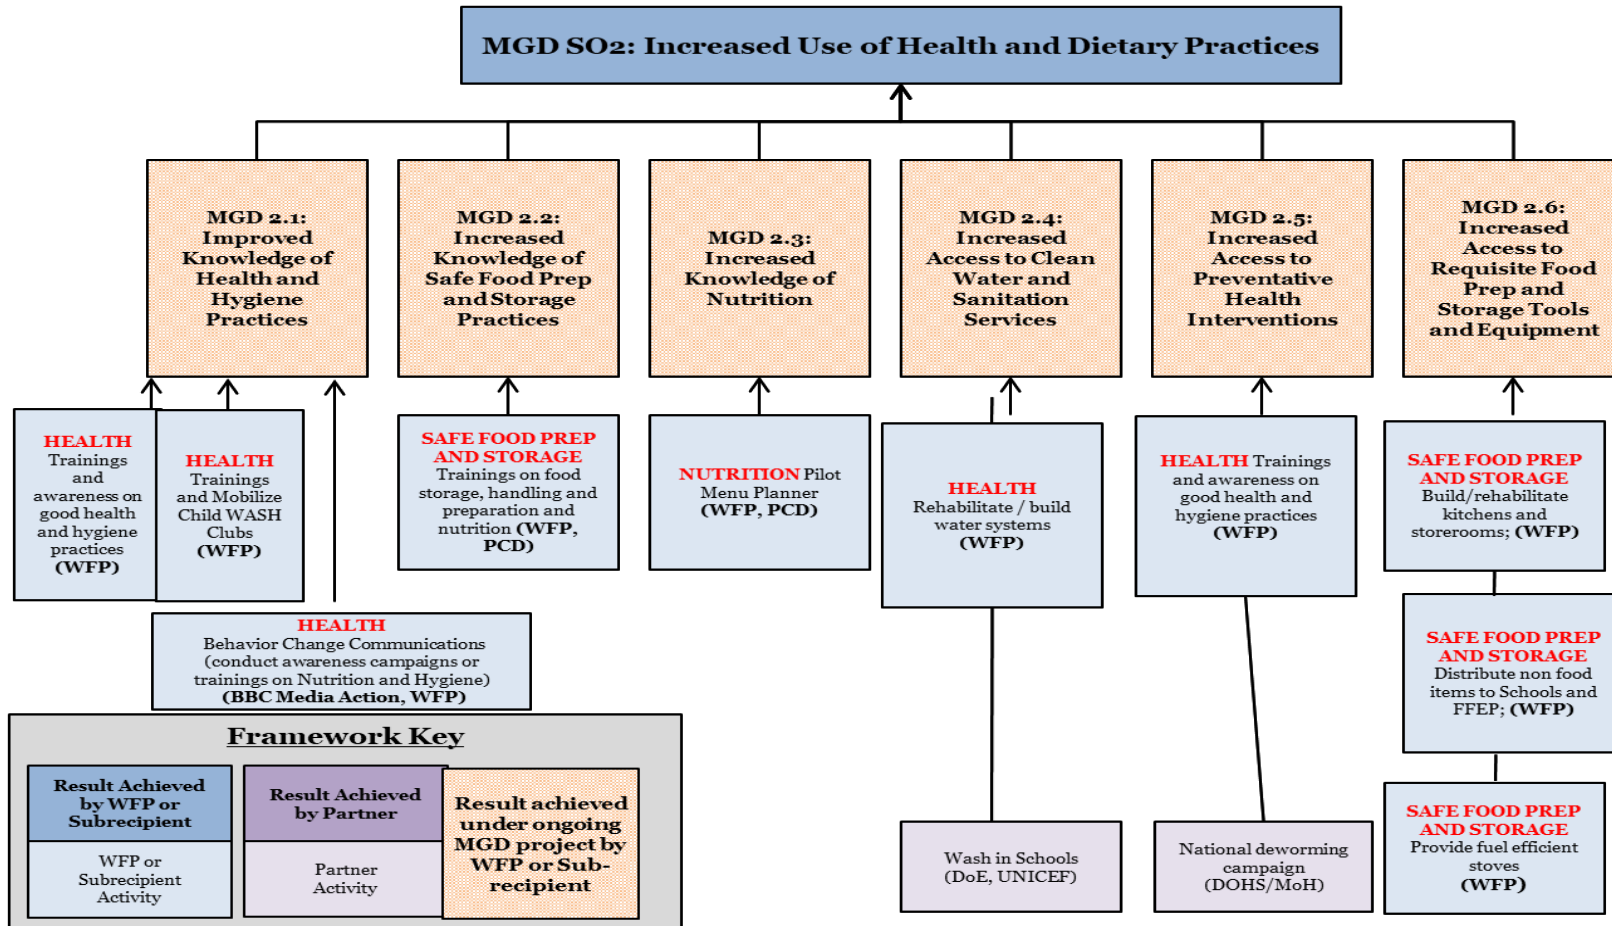 MGD SO2: Increased Use of Health and Dietary Practices
MGD 2.1:
Improved
Knowledge of
Health and
Hygiene
Practices
MGD 2.2:
Increased
Knowledge of
Safe Food Prep
and Storage
Practices
MGD 2.3:
Increased
Knowledge of
Nutrition
MGD 2.4:
Increased
Access to Clean
Water and
Sanitation
Services
MGD 2.5:
Increased
Access to
Preventative
Health
Interventions
MGD 2.6:
Increased
Access to
Requisite Food
Prep and
Storage Tools
and Equipment
HEALTH
Trainings
and
awareness on
good health
and hygiene
practices
(WFP)
HEALTH
Trainings
and Mobilize
Child WASH
Clubs
(WFP)
SAFE FOOD PREP
AND STORAGE
Trainings on food
storage, handling and
preparation and
nutrition (WFP,
PCD)
NUTRITION Pilot
Menu Planner
(WFP, PCD)
HEALTH
Rehabilitate / build
water systems
(WFP)
HEALTH Trainings
and awareness on
good health and
hygiene practices
(WFP)
SAFE FOOD PREP
AND STORAGE
Build/rehabilitate
kitchens and
storerooms; (WFP)
HEALTH
Behavior Change Communications
(conduct awareness campaigns or
trainings on Nutrition and Hygiene)
(BBC Media Action, WFP)
SAFE FOOD PREP
AND STORAGE
Distribute non food
items to Schools and
FFEP; (WFP)
Framework Key
Result Achieved
by WFP or
Subrecipient
WFP or
Subrecipient
Activity
Result Achieved
by Partner
Partner
Activity
Result achieved
under ongoing
MGD project by
WFP or Sub-
recipient
Wash in Schools
(DoE, UNICEF)
National deworming
campaign
(DOHS/MoH)
SAFE FOOD PREP
AND STORAGE
Provide fuel efficient
stoves
(WFP)